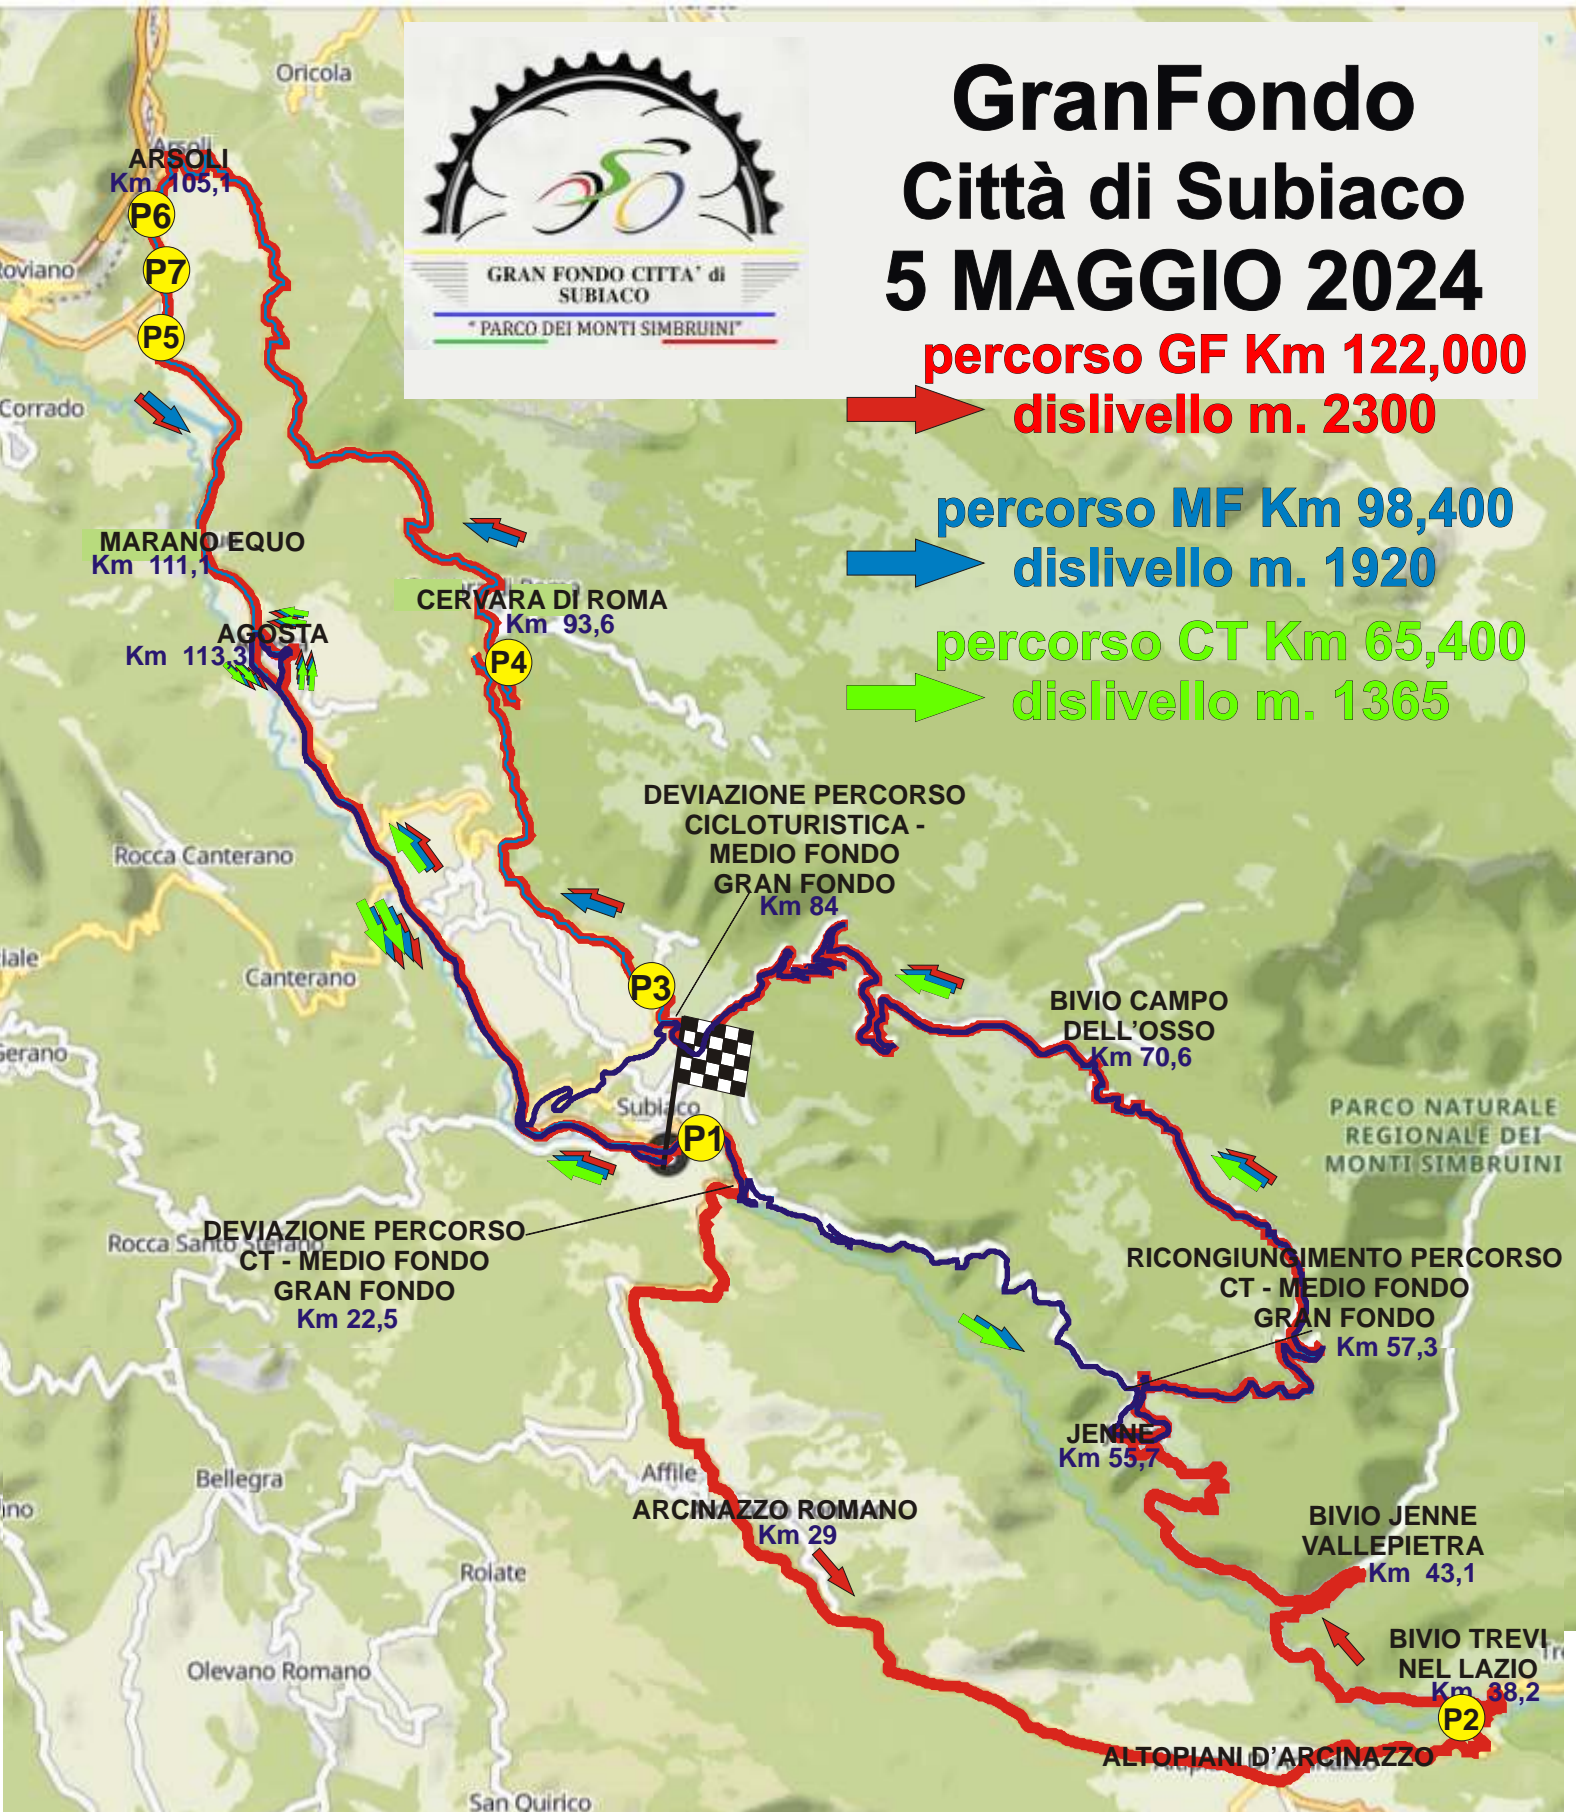 Oricola
GranFondo
Città di Subiaco
5 MAGGIO 2024
GRAN FONDO CITTA' di
SUBIACO
" PARCO DEI MONTI SIMBRUINI"
percorso GF Km 122,000
dislivello m. 2300
percorso MF Km 98,400
dislivello m. 1920
percorso CT Km 65,400
dislivello m. 1365
Arsoli
ARSOLI
Km 105,1
P6
P7
P5
Roviano
Corrado
MARANO EQUO
Km 111,1
AGOSTA
Km 113,3
CERVARA DI ROMA
Km 93,6
P4
DEVIAZIONE PERCORSO
CICLOTURISTICA -
MEDIO FONDO
GRAN FONDO
Km 84
Rocca Canterano
Canterano
P3
BIVIO CAMPO
DELL'OSSO
Km 70,6
Gerano
Subiaco
P1
PARCO NATURALE
REGIONALE DEI
MONTI SIMBRUINI
Rocca Santo Stefano
DEVIAZIONE PERCORSO
CT - MEDIO FONDO
GRAN FONDO
Km 22,5
RICONGIUNGIMENTO PERCORSO
CT - MEDIO FONDO
GRAN FONDO
Km 57,3
JENNE
Km 55,7
Bellegra
Affile
ARCINAZZO ROMANO
Km 29
BIVIO JENNE
VALLEPIETRA
Km 43,1
Roiate
Olevano Romano
BIVIO TREVI
NEL LAZIO
Km 38,2
P2
ALTOPIANI D'ARCINAZZO
San Quirico